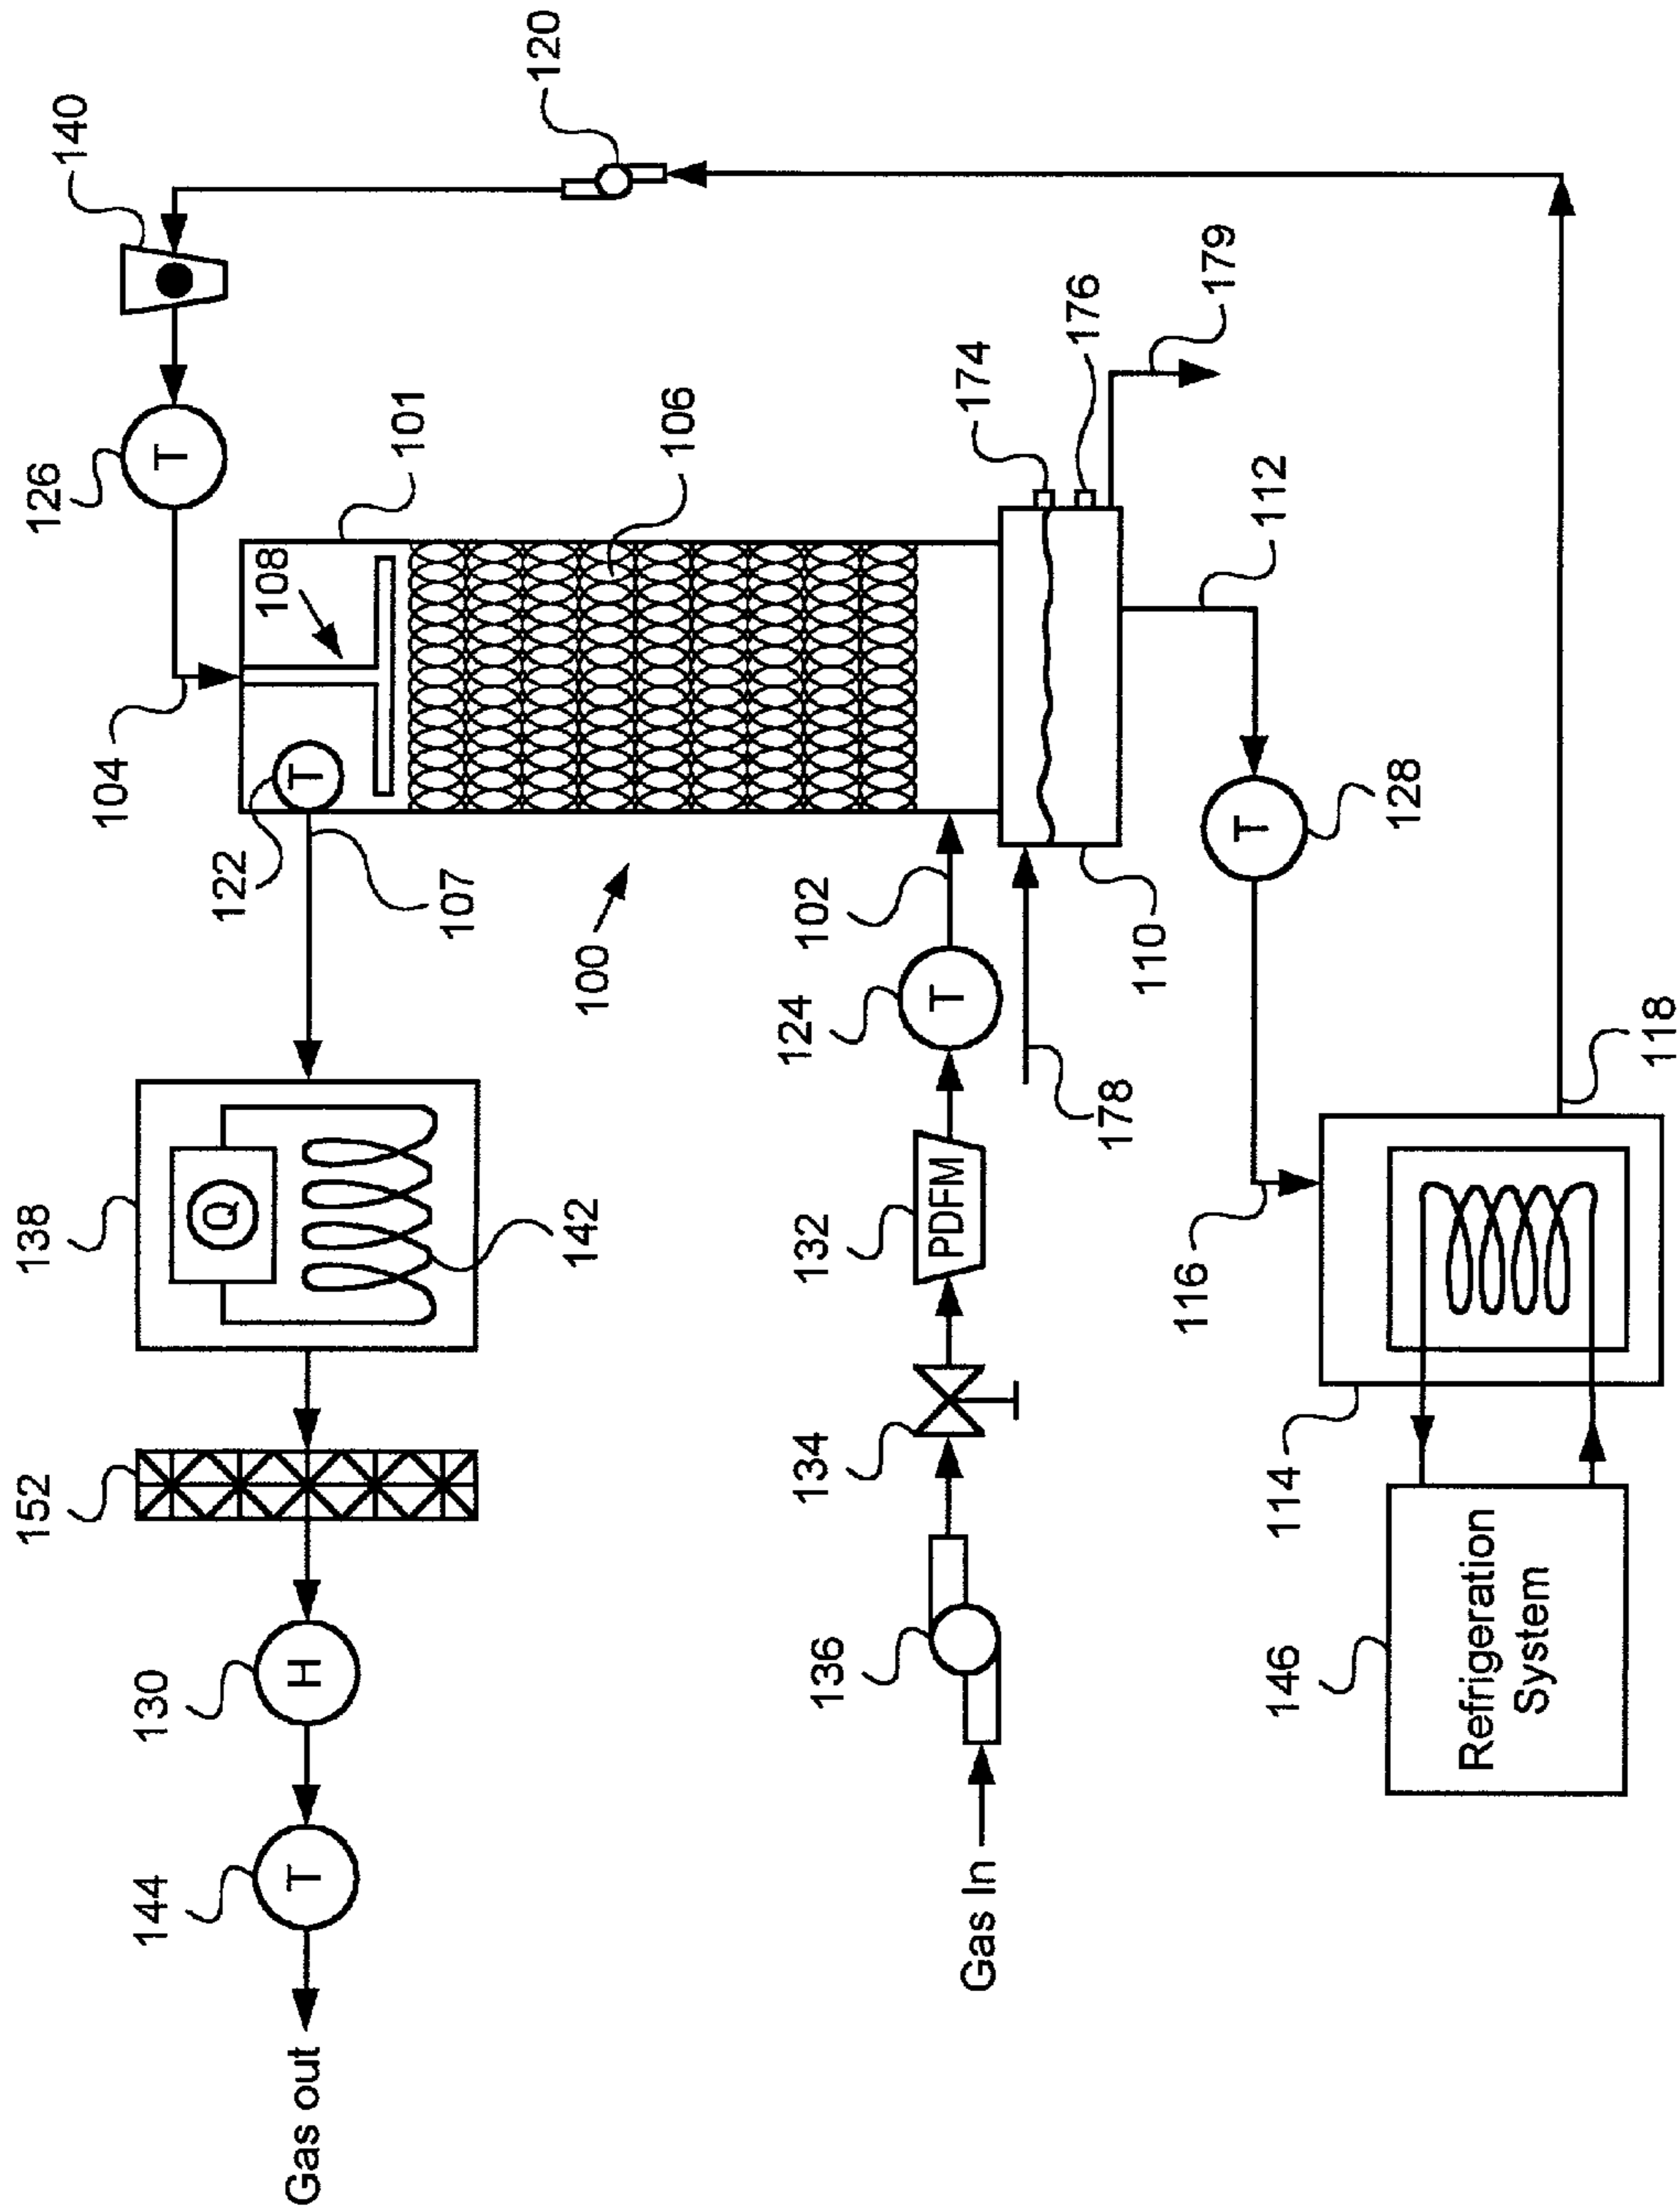 140
120
126
T
101
104
108
106
T
122
107
174
176
179
100
102
110
112
T
128
124
T
178
138
Q
142
132
PDFM
116
118
134
114
152
130
H
136
146
Refrigeration
System
144
T
Gas In
Gas out